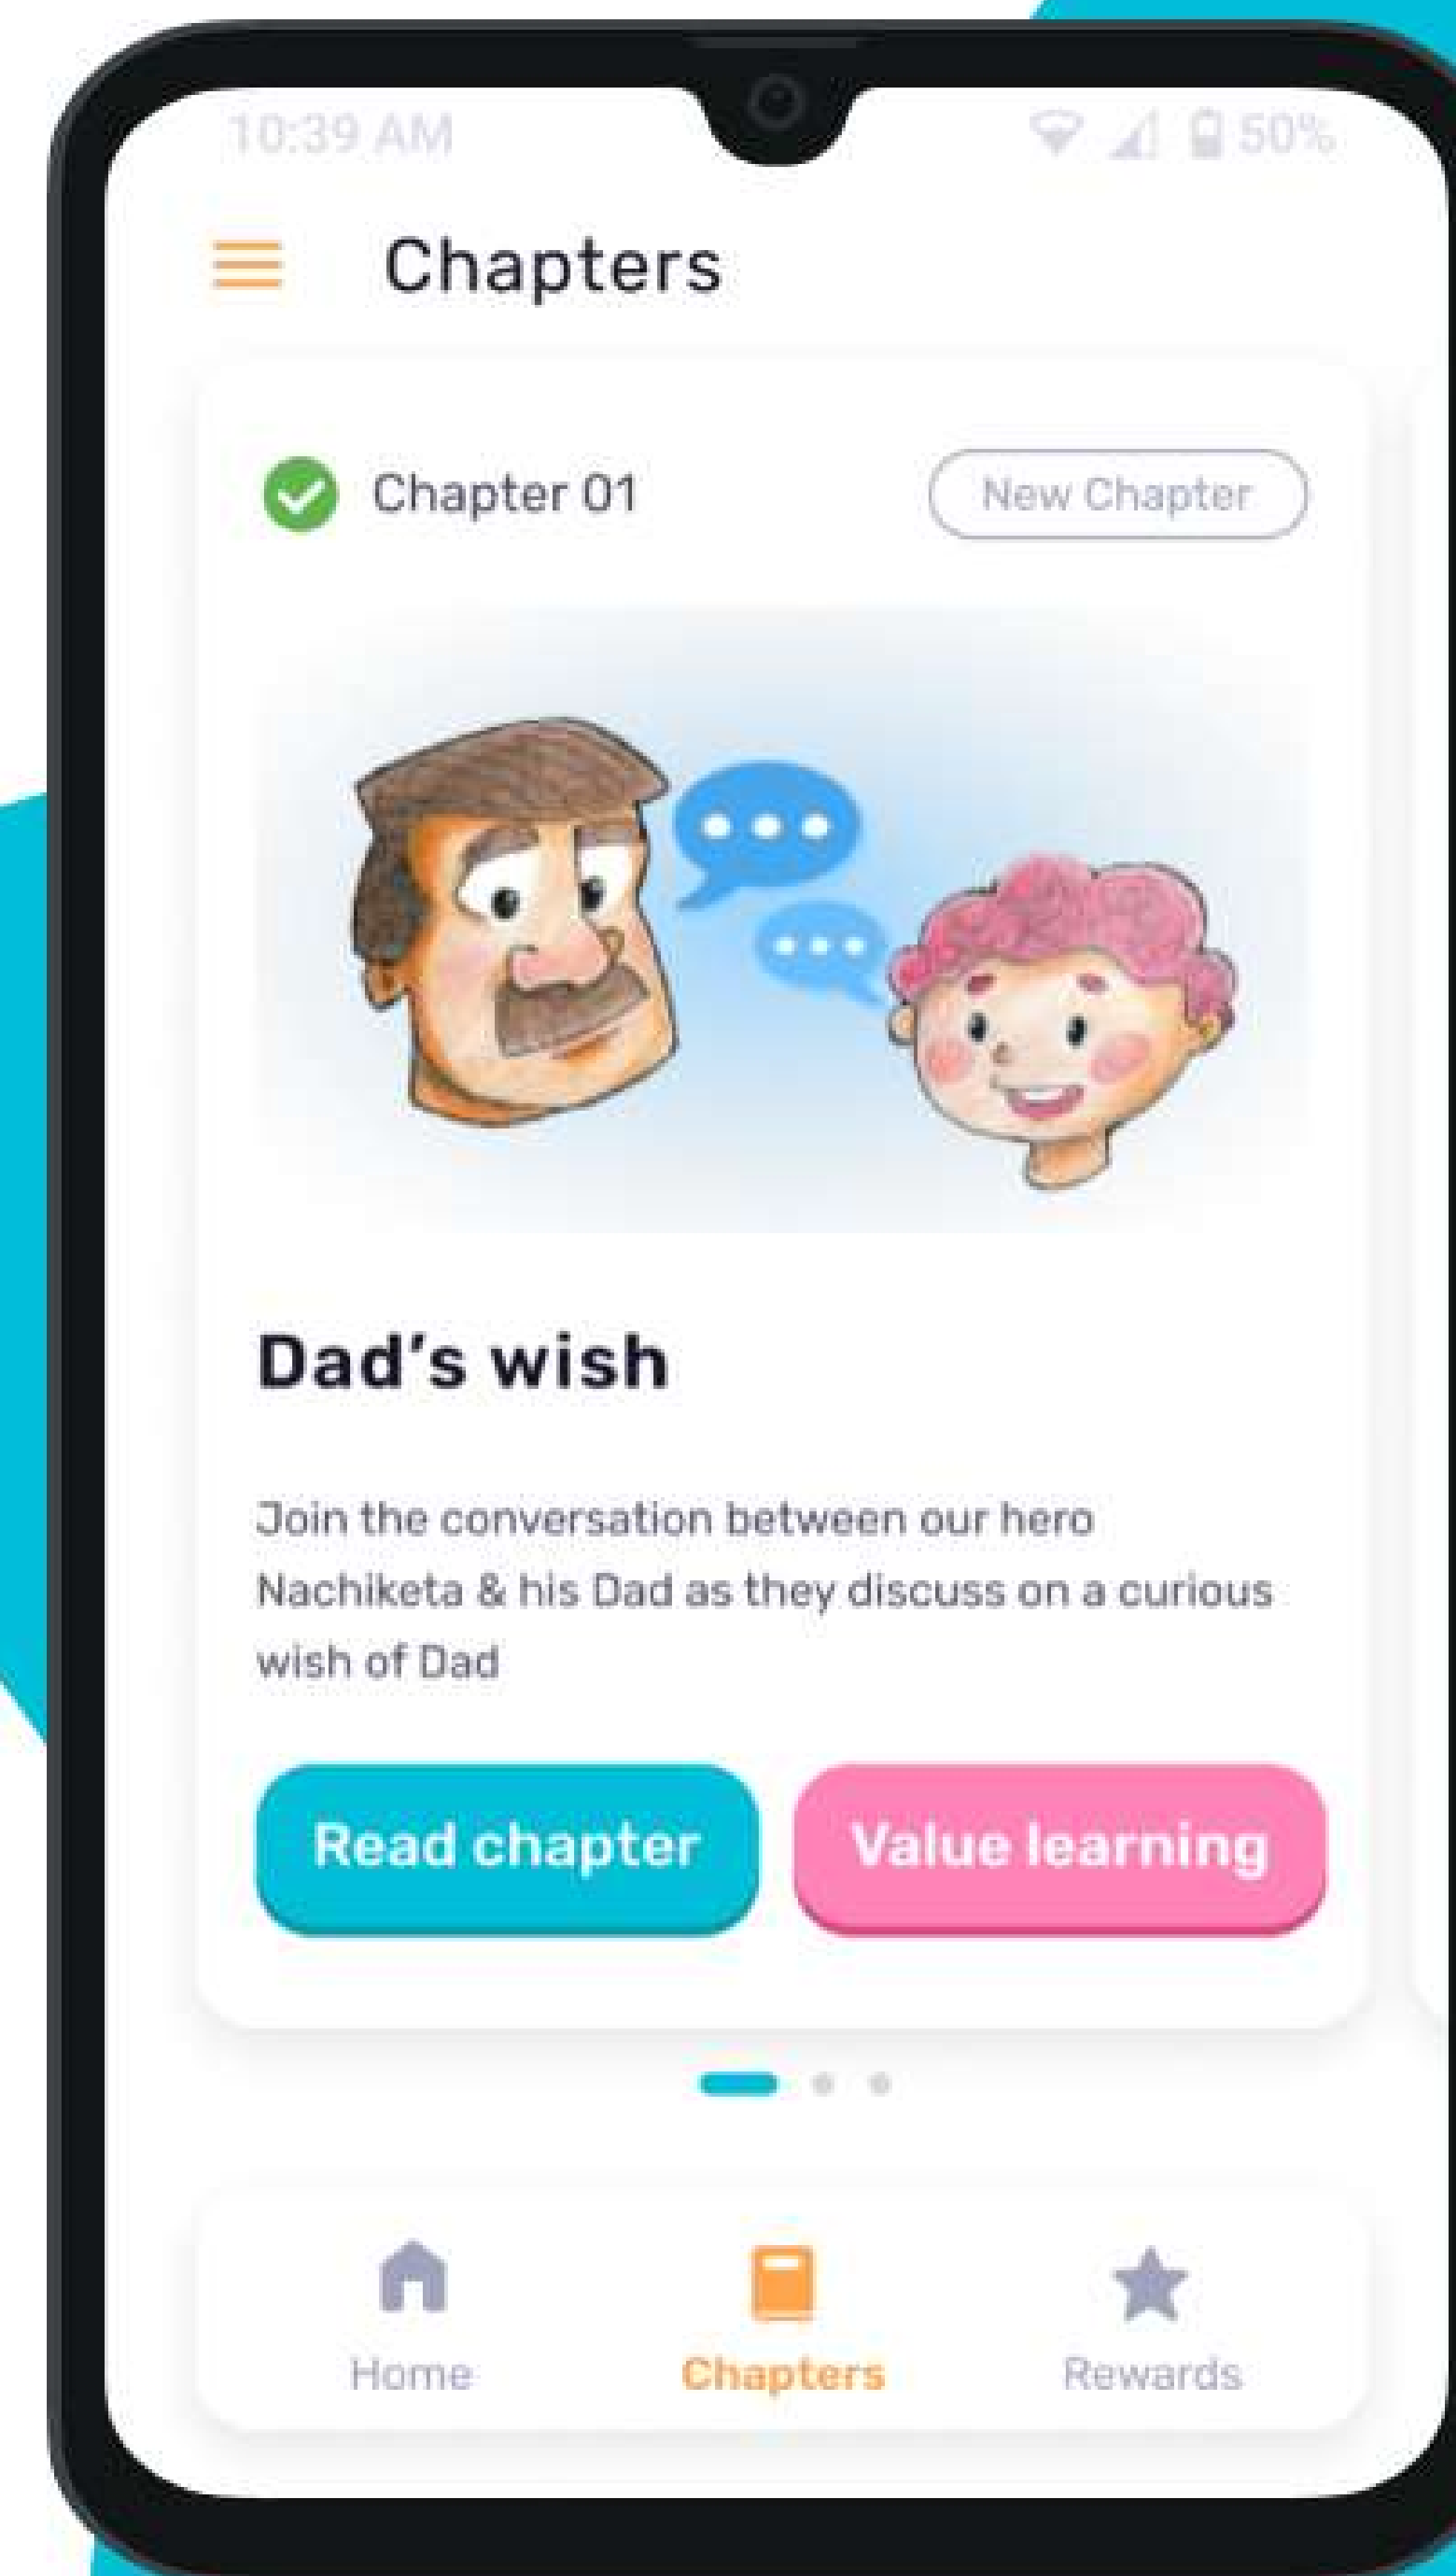 10:39 AM 50%
Chapters
Chapter 01 New Chapter
Dad's wish
Join the conversation between our hero
Nachiketa & his Dad as they discuss on a curious
wish of Dad
Read chapter Value learning
Home Chapters Rewards